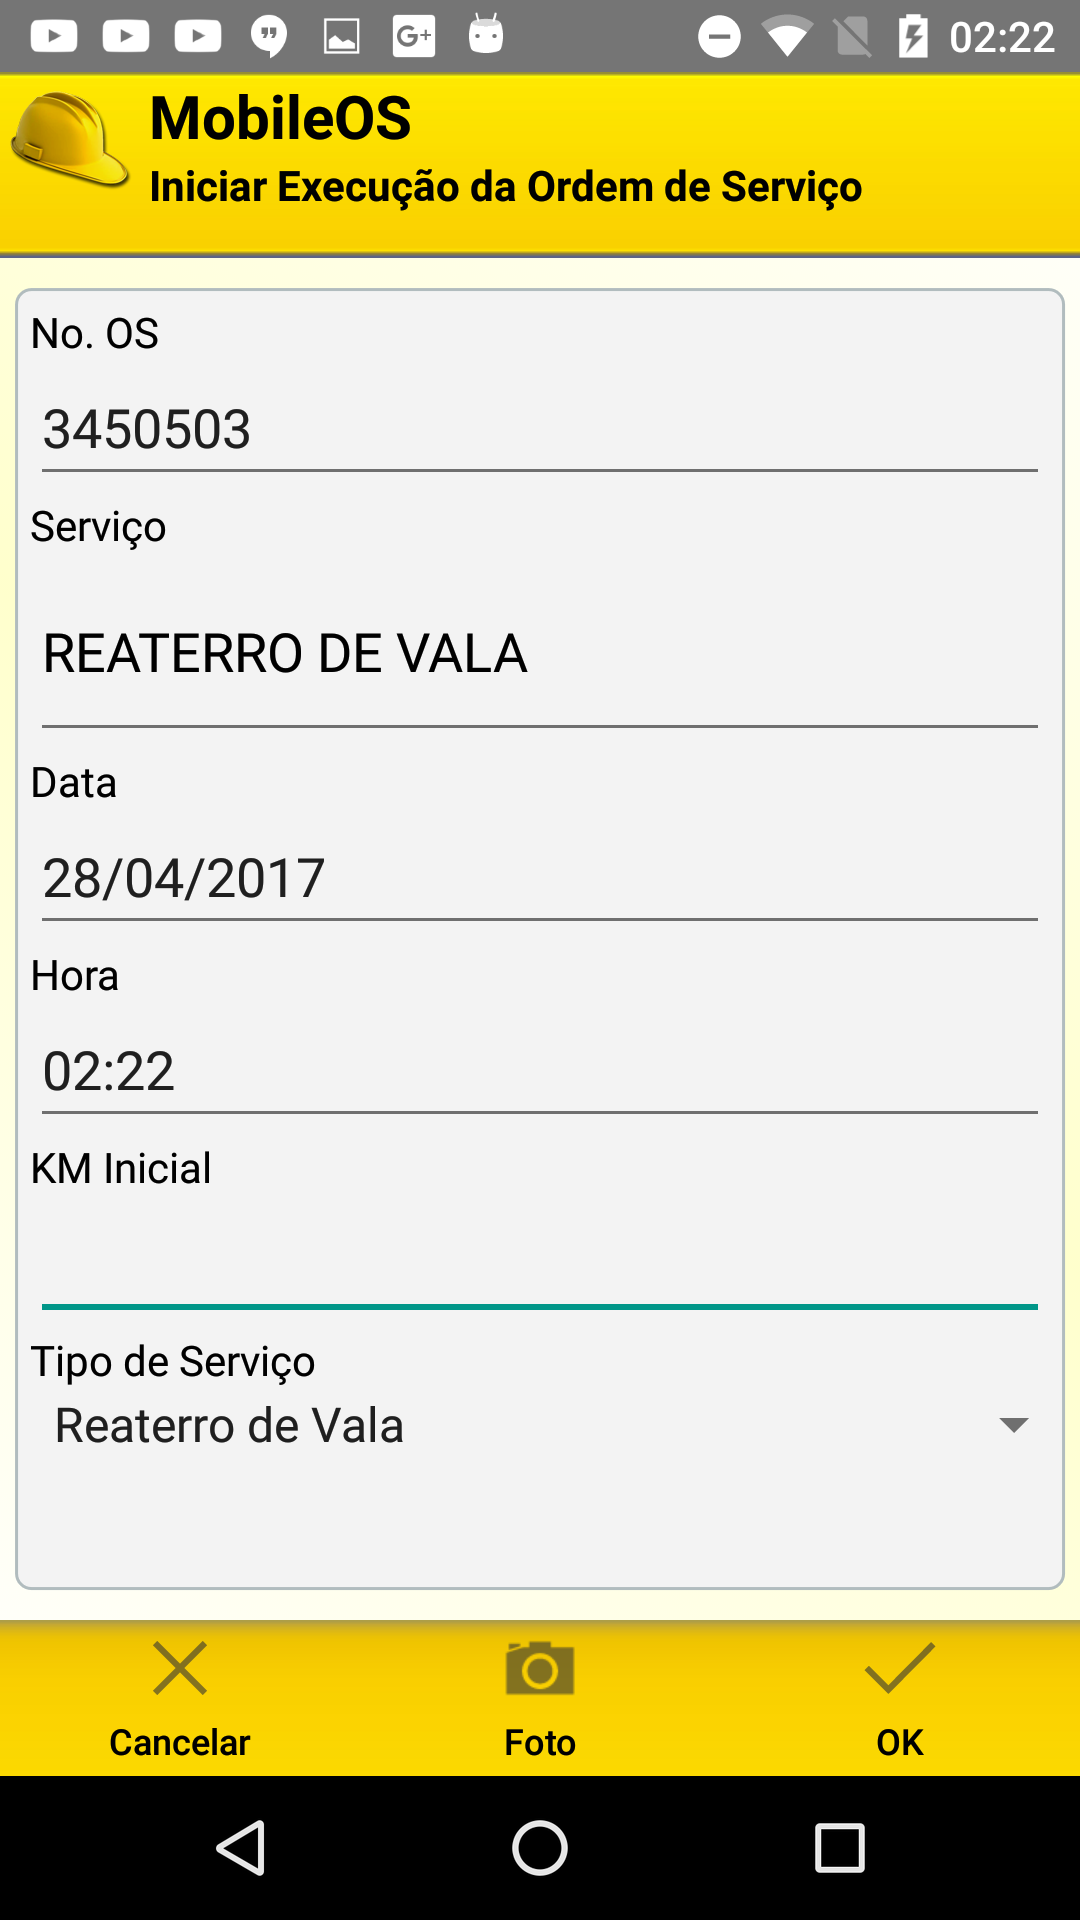 02:22
MobileOS
Iniciar Execução da Ordem de Serviço
No. OS
3450503
Serviço
REATERRO DE VALA
Data
28/04/2017
Hora
02:22
KM Inicial
Tipo de Serviço
Reaterro de Vala
Cancelar
Foto
OK